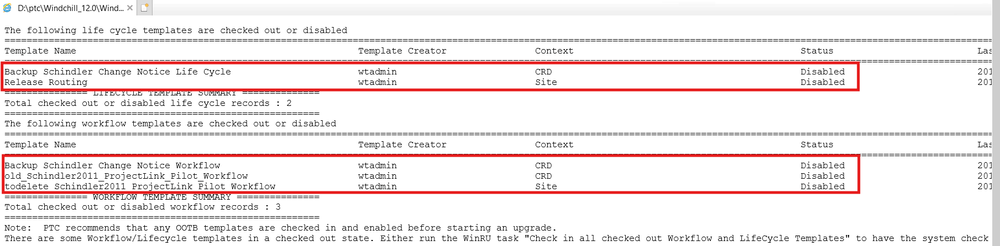 D:\ptc\Windchill_12.0\Wind...
The following life cycle templates are checked out or disabled
================================================================================
Template Name Template Creator Context Status Las
================================================================================
Backup Schindler Change Notice Life Cycle wtadmin CRD Disabled 201
Release Routing wtadmin Site Disabled 201
=============== LIFECYCLE TEMPLATE SUMMARY ==============
Total checked out or disabled life cycle records : 2
=========================================================
The following workflow templates are checked out or disabled
================================================================================
Template Name Template Creator Context Status Las
================================================================================
Backup Schindler Change Notice Workflow wtadmin CRD Disabled 201
old_Schindler2011_ProjectLink_Pilot_Workflow wtadmin CRD Disabled 201
todelete_Schindler2011_ProjectLink_Pilot_Workflow wtadmin Site Disabled 201
=============== WORKFLOW TEMPLATE SUMMARY ===============
Total checked out or disabled workflow records : 3
=========================================================
Note:  PTC recommends that any OOTB templates are checked in and enabled before starting an upgrade.
There are some Workflow/Lifecycle templates in a checked out state. Either run the WinRU task "Check in all checked out Workflow and LifeCycle Templates" to have the system check